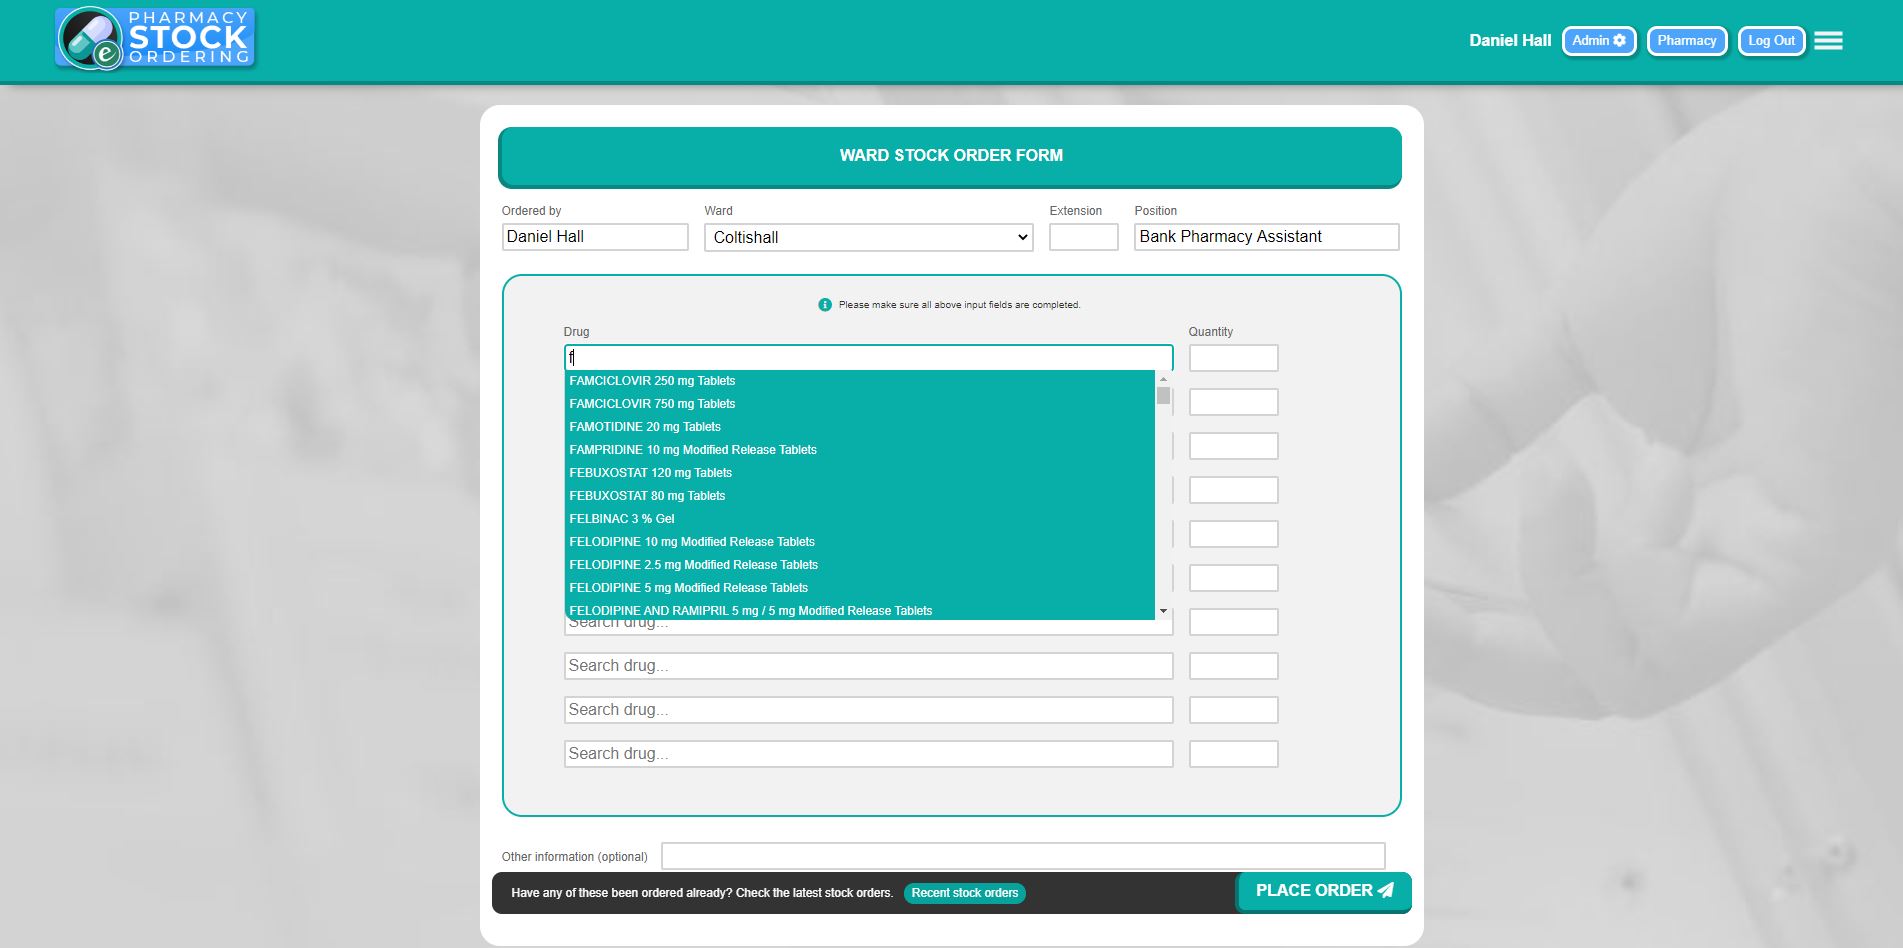 PHARMACY
STOCK
ORDERING
e
Daniel Hall
Admin
Pharmacy
Log Out
WARD STOCK ORDER FORM
Ordered by
Ward
Extension
Position
Daniel Hall
Coltishall
Bank Pharmacy Assistant
Please make sure all above input fields are completed.
Drug
Quantity
f
FAMCICLOVIR 250 mg Tablets
FAMCICLOVIR 750 mg Tablets
FAMOTIDINE 20 mg Tablets
FAMPRIDINE 10 mg Modified Release Tablets
FEBUXOSTAT 120 mg Tablets
FEBUXOSTAT 80 mg Tablets
FELBINAC 3 % Gel
FELODIPINE 10 mg Modified Release Tablets
FELODIPINE 2.5 mg Modified Release Tablets
FELODIPINE 5 mg Modified Release Tablets
FELODIPINE AND RAMIPRIL 5 mg / 5 mg Modified Release Tablets
Search drug...
Search drug...
Search drug...
Search drug...
Other information (optional)
Have any of these been ordered already? Check the latest stock orders.
Recent stock orders
PLACE ORDER